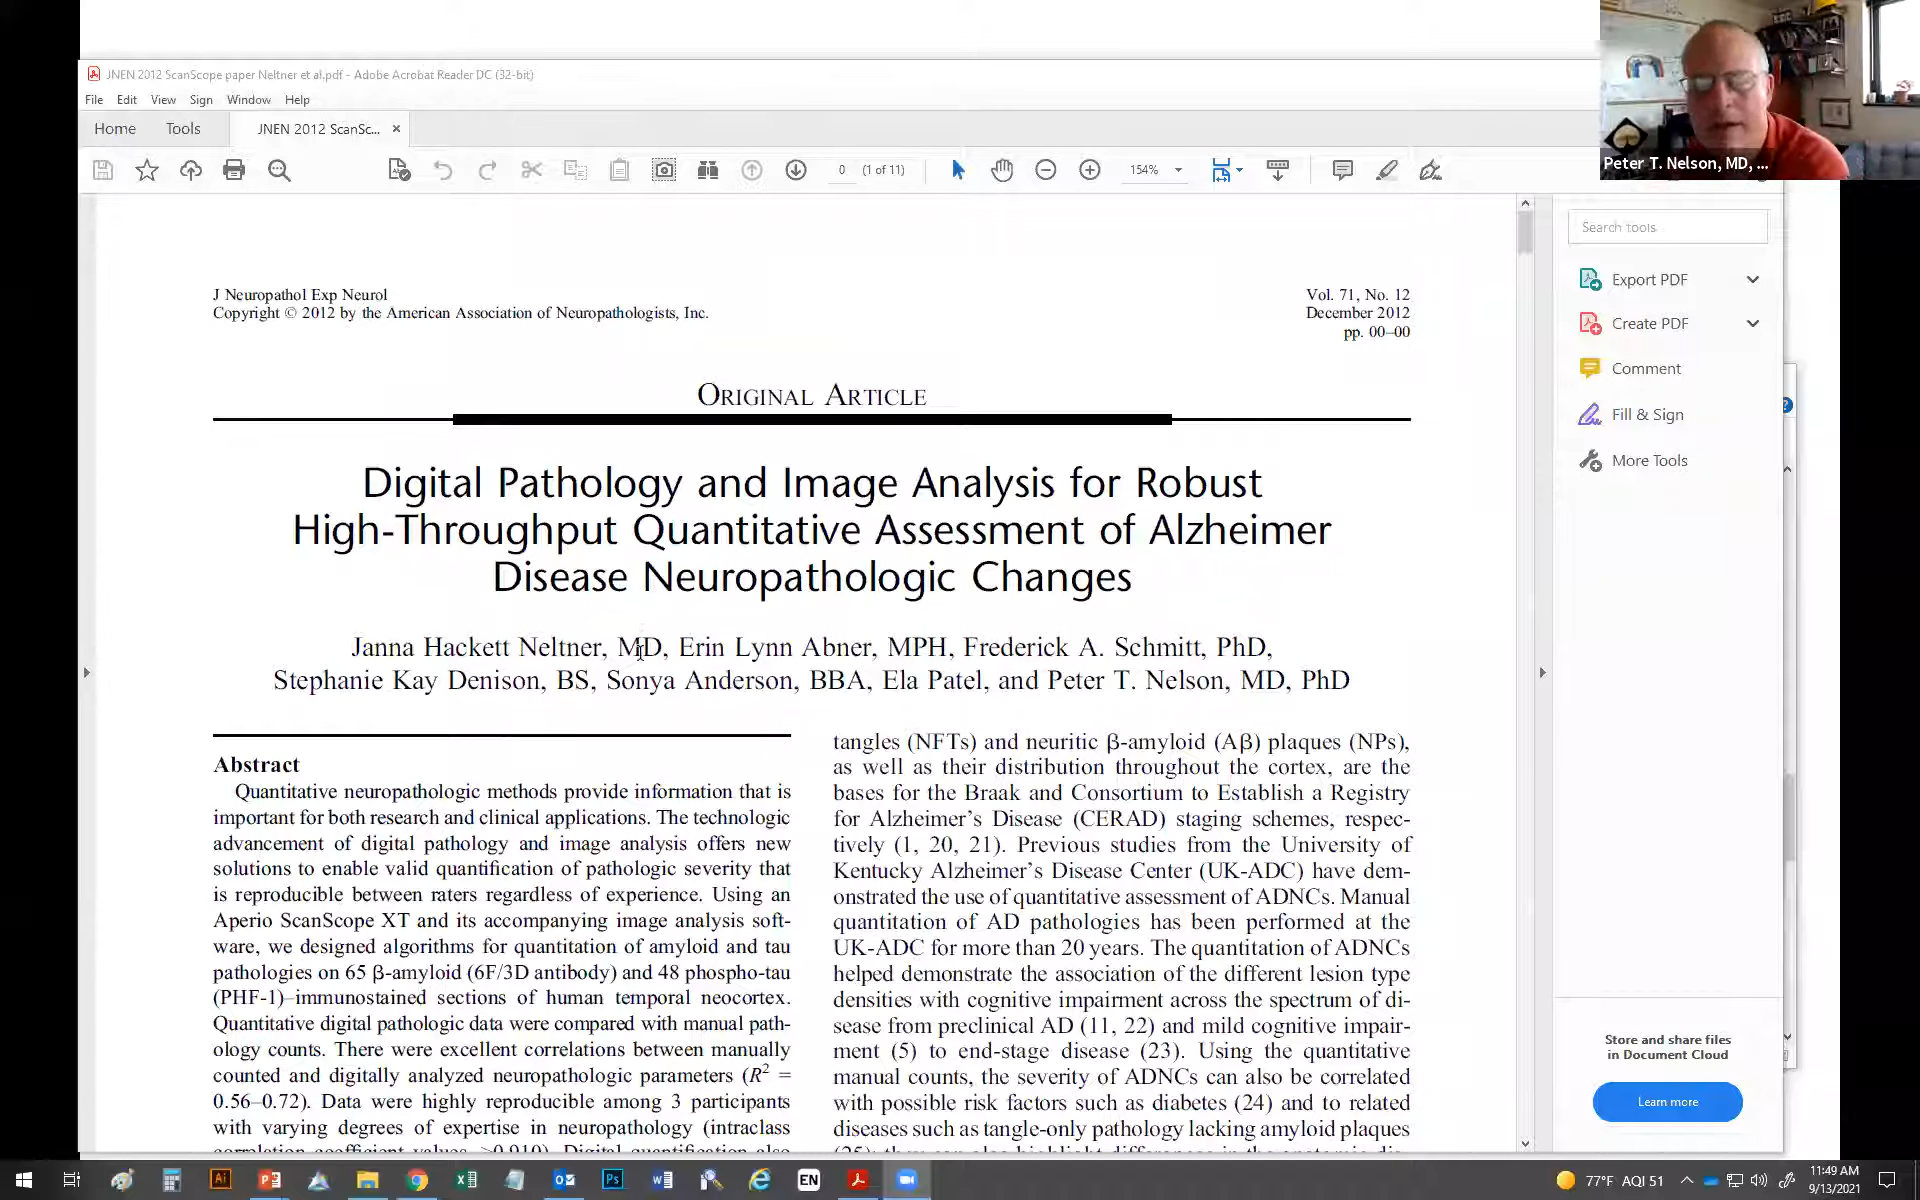 JNEN 2012 ScanScope paper Neltner et al.pdf - Adobe Acrobat Reader DC (32-bit)
File Edit View Sign Window Help
Home Tools JNEN 2012 ScanSc... ×
0 (1 of 11) 154%
Peter T. Nelson, MD, ...
Search tools
Export PDF
Create PDF
Comment
Fill & Sign
More Tools
Store and share files
in Document Cloud
Learn more
J Neuropathol Exp Neurol
Copyright © 2012 by the American Association of Neuropathologists, Inc.
Vol. 71, No. 12
December 2012
pp. 00–00
ORIGINAL ARTICLE
Digital Pathology and Image Analysis for Robust
High-Throughput Quantitative Assessment of Alzheimer
Disease Neuropathologic Changes
Janna Hackett Neltner, MD, Erin Lynn Abner, MPH, Frederick A. Schmitt, PhD,
Stephanie Kay Denison, BS, Sonya Anderson, BBA, Ela Patel, and Peter T. Nelson, MD, PhD
Abstract
Quantitative neuropathologic methods provide information that is
important for both research and clinical applications. The technologic
advancement of digital pathology and image analysis offers new
solutions to enable valid quantification of pathologic severity that
is reproducible between raters regardless of experience. Using an
Aperio ScanScope XT and its accompanying image analysis soft-
ware, we designed algorithms for quantitation of amyloid and tau
pathologies on 65 β-amyloid (6F/3D antibody) and 48 phospho-tau
(PHF-1)–immunostained sections of human temporal neocortex.
Quantitative digital pathologic data were compared with manual path-
ology counts. There were excellent correlations between manually
counted and digitally analyzed neuropathologic parameters (R² =
0.56–0.72). Data were highly reproducible among 3 participants
with varying degrees of expertise in neuropathology (intraclass
correlation coefficient values, >0.910). Digital quantification also
tangles (NFTs) and neuritic β-amyloid (Aβ) plaques (NPs),
as well as their distribution throughout the cortex, are the
bases for the Braak and Consortium to Establish a Registry
for Alzheimer's Disease (CERAD) staging schemes, respec-
tively (1, 20, 21). Previous studies from the University of
Kentucky Alzheimer's Disease Center (UK-ADC) have dem-
onstrated the use of quantitative assessment of ADNCs. Manual
quantitation of AD pathologies has been performed at the
UK-ADC for more than 20 years. The quantitation of ADNCs
helped demonstrate the association of the different lesion type
densities with cognitive impairment across the spectrum of di-
sease from preclinical AD (11, 22) and mild cognitive impair-
ment (5) to end-stage disease (23). Using the quantitative
manual counts, the severity of ADNCs can also be correlated
with possible risk factors such as diabetes (24) and to related
diseases such as tangle-only pathology lacking amyloid plaques
EN
77°F AQI 51
11:49 AM
9/13/2021